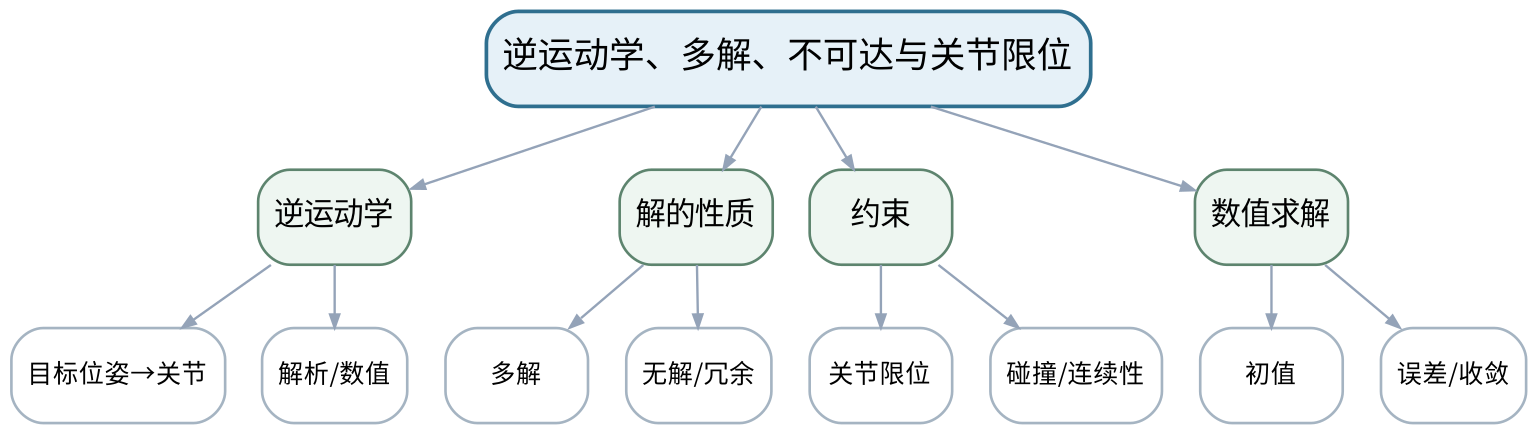 逆运动学、多解、不可达与关节限位
逆运动学
解的性质
约束
数值求解
目标位姿→关节
解析/数值
多解
无解/冗余
关节限位
碰撞/连续性
初值
误差/收敛